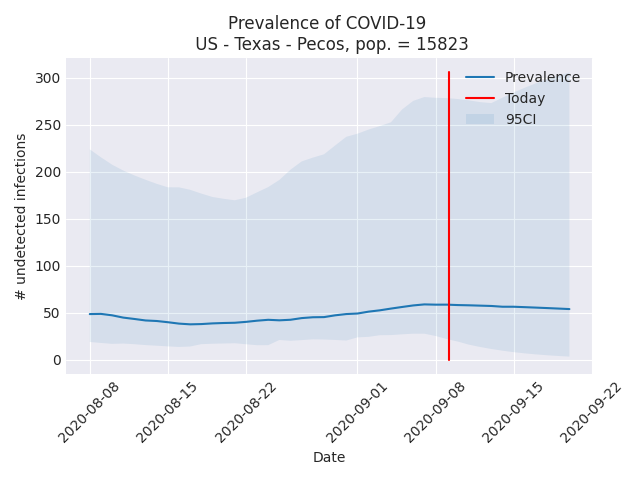 Prevalence of COVID-19
US - Texas - Pecos, pop. = 15823
Prevalence
Today
95CI
300
250
200
150
100
50
0
# undetected infections
2020-08-08
2020-08-15
2020-08-22
2020-09-01
2020-09-08
2020-09-15
2020-09-22
Date